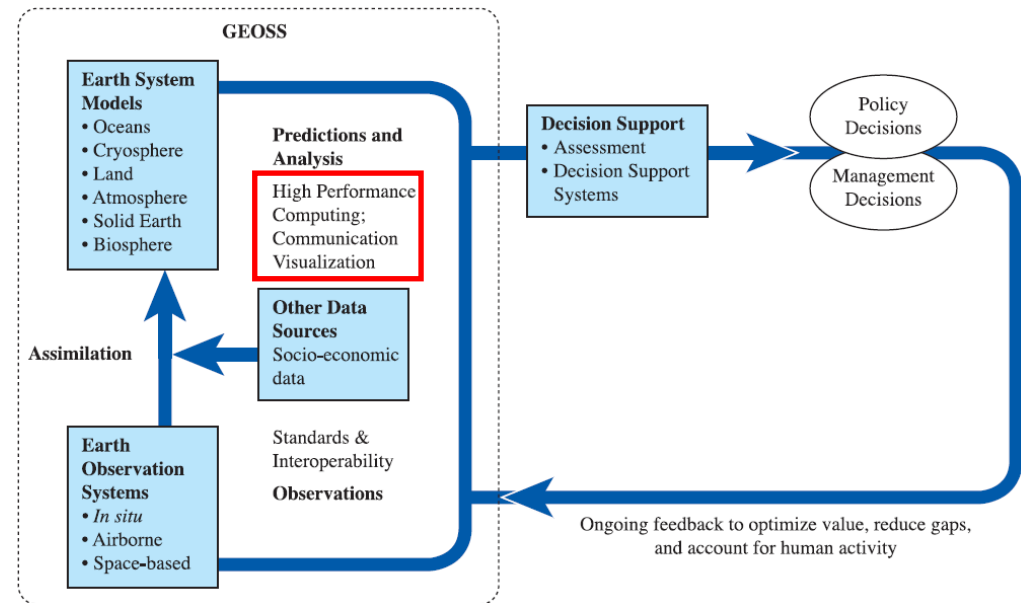 GEOSS
Earth System
Models
• Oceans
• Cryosphere
• Land
• Atmosphere
• Solid Earth
• Biosphere
Predictions and
Analysis
High Performance
Computing;
Communication
Visualization
Other Data
Sources
Socio-economic
data
Assimilation
Earth
Observation
Systems
• In situ
• Airborne
• Space-based
Standards &
Interoperability
Observations
Decision Support
• Assessment
• Decision Support
Systems
Policy
Decisions
Management
Decisions
Ongoing feedback to optimize value, reduce gaps,
and account for human activity